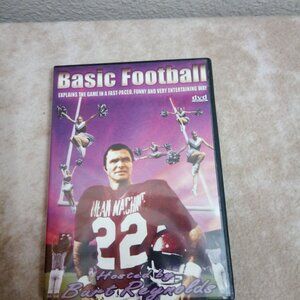 Basic Football
EXPLAINS THE GAME IN A FAST-PACED, FUNNY AND VERY ENTERTAINING WAY
dvd
MEAN MACHINE
22
Hosted by
Burt Reynolds